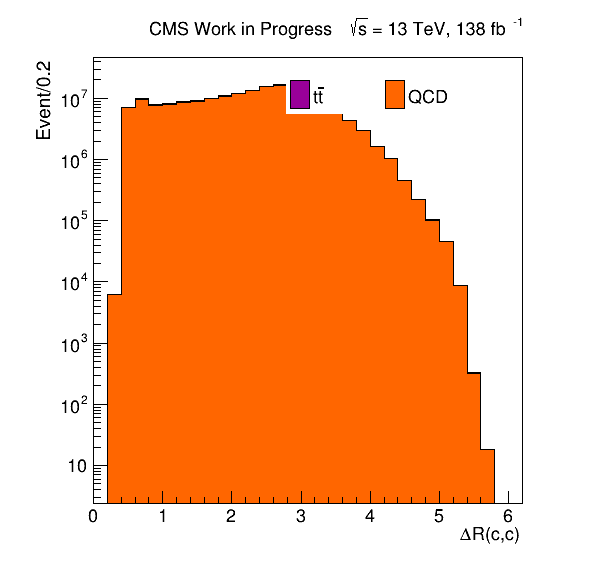 CMS Work in Progress √s = 13 TeV, 138 fb⁻¹
Event/0.2
tt̄ QCD
10⁷
10⁶
10⁵
10⁴
10³
10²
10
0 1 2 3 4 5 6
ΔR(c,c)